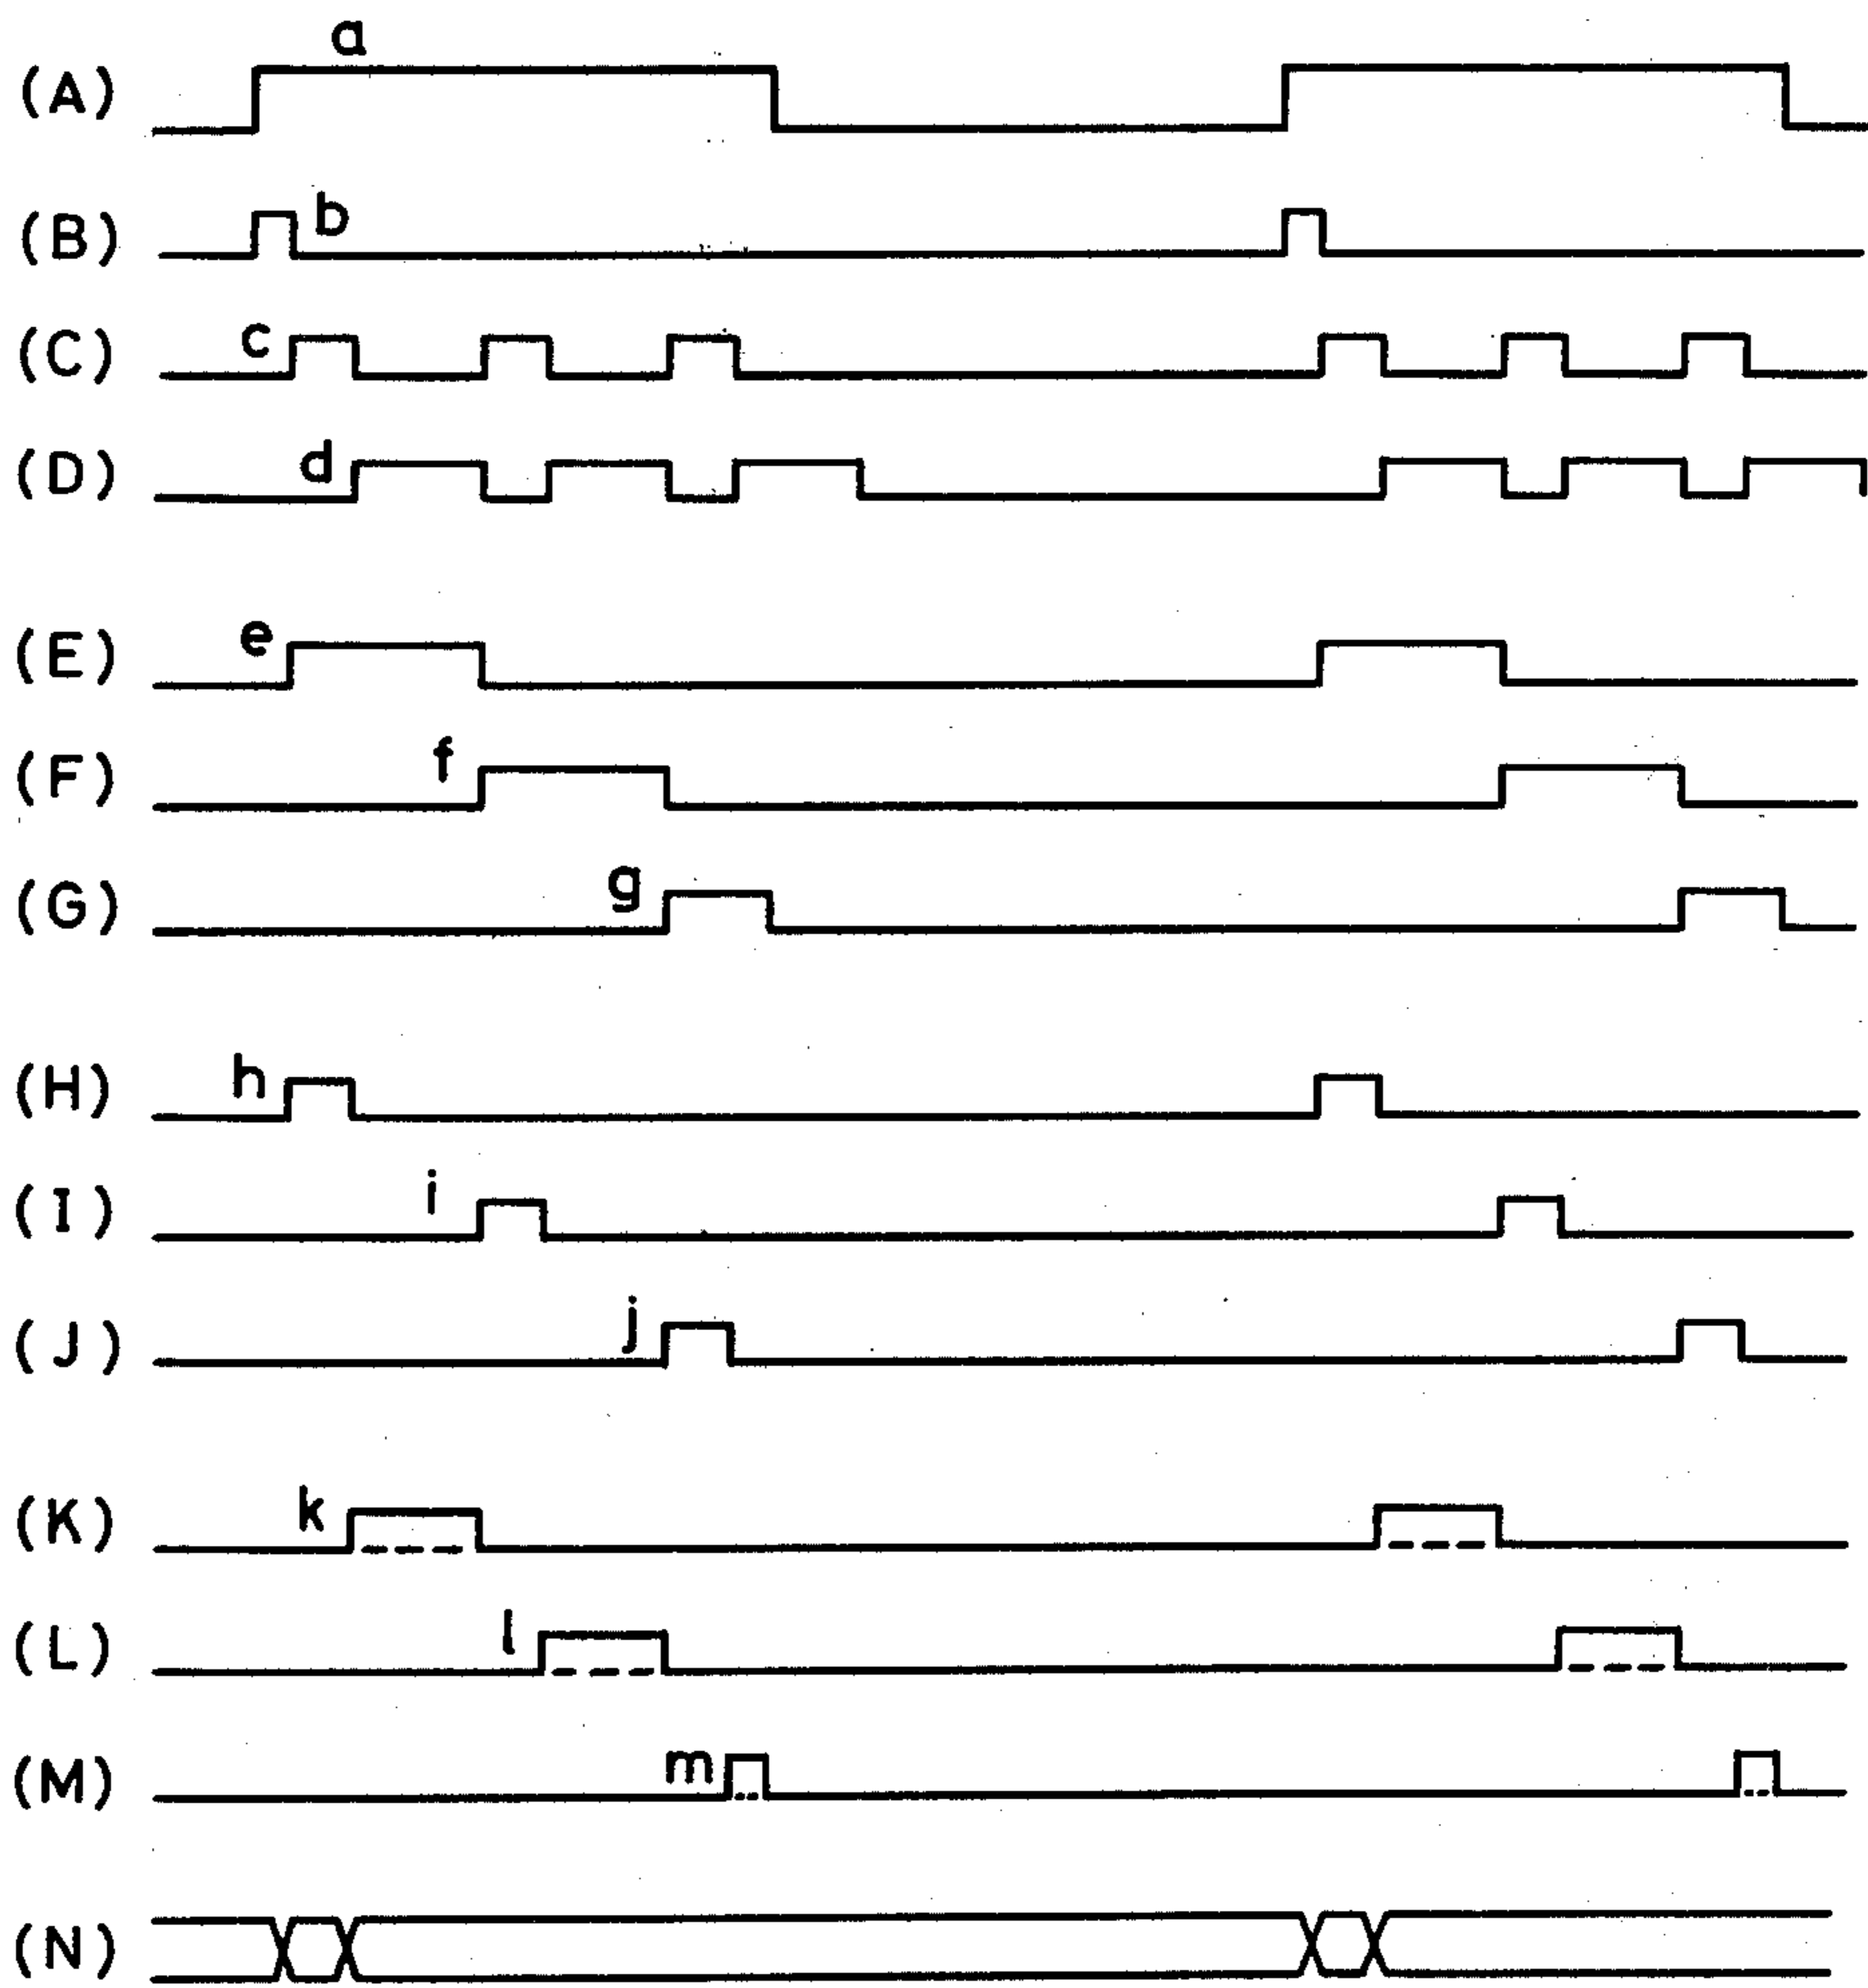 (A) a
(B) b
(C) c
(D) d
(E) e
(F) f
(G) g
(H) h
(I) i
(J) j
(K) k
(L) l
(M) m
(N)